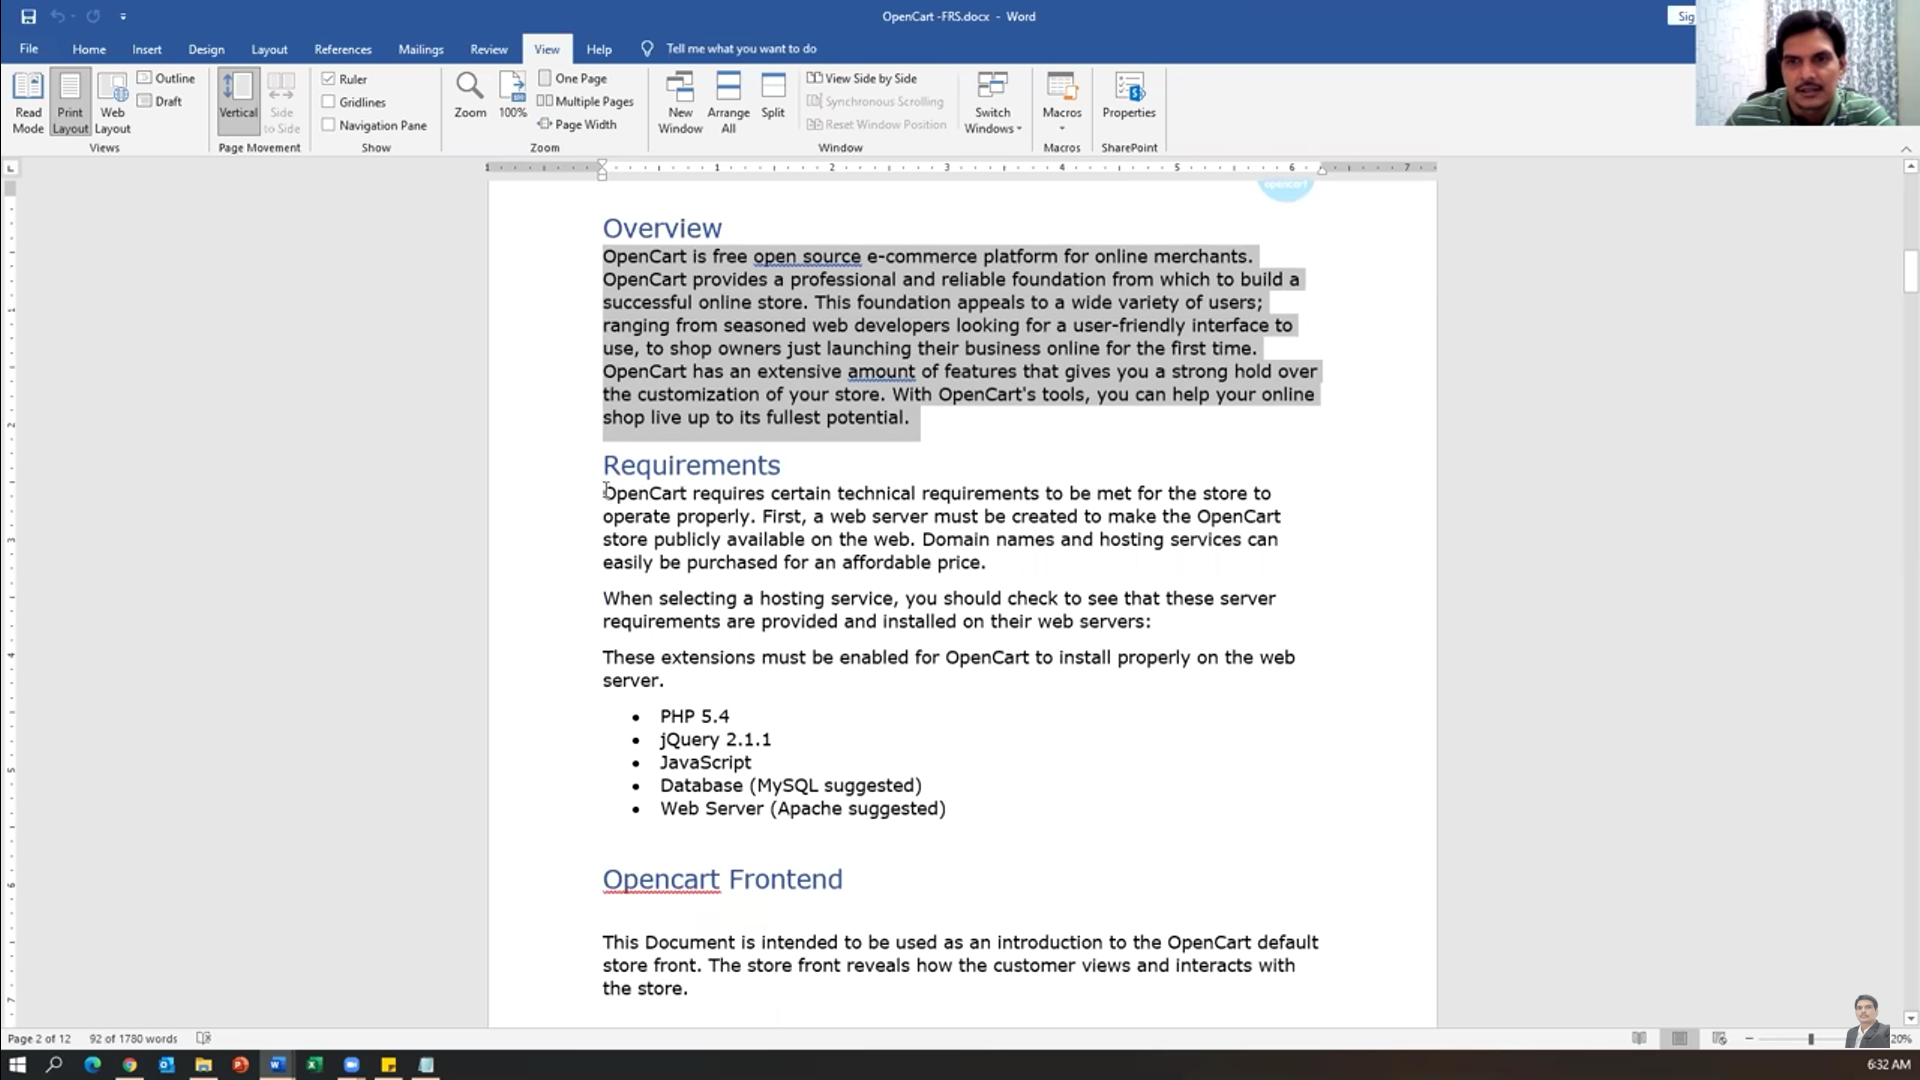 OpenCart -FRS.docx - Word
Sig
File
Home
Insert
Design
Layout
References
Mailings
Review
View
Help
Tell me what you want to do
Read Mode
Print Layout
Web Layout
Outline
Draft
Views
Vertical
Side to Side
Page Movement
Ruler
Gridlines
Navigation Pane
Show
Zoom
100%
One Page
Multiple Pages
Page Width
Zoom
New Window
Arrange All
Split
View Side by Side
Synchronous Scrolling
Reset Window Position
Window
Switch Windows
Macros
Macros
Properties
SharePoint
1 1 2 3 4 5 6 7
opencart
Overview
OpenCart is free open source e-commerce platform for online merchants.
OpenCart provides a professional and reliable foundation from which to build a
successful online store. This foundation appeals to a wide variety of users;
ranging from seasoned web developers looking for a user-friendly interface to
use, to shop owners just launching their business online for the first time.
OpenCart has an extensive amount of features that gives you a strong hold over
the customization of your store. With OpenCart's tools, you can help your online
shop live up to its fullest potential.
Requirements
OpenCart requires certain technical requirements to be met for the store to
operate properly. First, a web server must be created to make the OpenCart
store publicly available on the web. Domain names and hosting services can
easily be purchased for an affordable price.
When selecting a hosting service, you should check to see that these server
requirements are provided and installed on their web servers:
These extensions must be enabled for OpenCart to install properly on the web
server.
• PHP 5.4
• jQuery 2.1.1
• JavaScript
• Database (MySQL suggested)
• Web Server (Apache suggested)
Opencart Frontend
This Document is intended to be used as an introduction to the OpenCart default
store front. The store front reveals how the customer views and interacts with
the store.
Page 2 of 12
92 of 1780 words
20%
6:32 AM